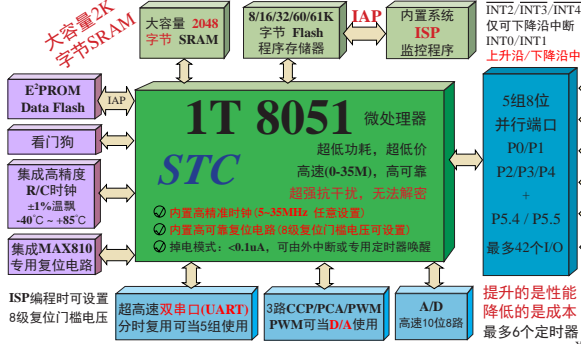 大容量2K
字节SRAM
大容量 2048
字节 SRAM
8/16/32/60/61K
字节 Flash
程序存储器
IAP
内置系统
ISP
监控程序
INT2/INT3/INT4
仅可下降沿中断
INT0/INT1
上升沿/下降沿中
E²PROM
Data Flash
IAP
看门狗
集成高精度
R/C时钟
±1%温飘
-40℃～+85℃
集成MAX810
专用复位电路
1T 8051 微处理器
STC
超低功耗，超低价
高速(0-35M)，高可靠
超强抗干扰，无法解密
内置高精准时钟(5~35MHz 任意设置)
内置高可靠复位电路(8级复位门槛电压可设置)
掉电模式：<0.1uA，可由外中断或专用定时器唤醒
5组8位
并行端口
P0/P1
P2/P3/P4
+
P5.4 / P5.5
最多42个I/O
ISP编程时可设置
8级复位门槛电压
超高速双串口(UART)
分时复用可当5组使用
3路CCP/PCA/PWM
PWM可当D/A使用
A/D
高速10位8路
提升的是性能
降低的是成本
最多6个定时器